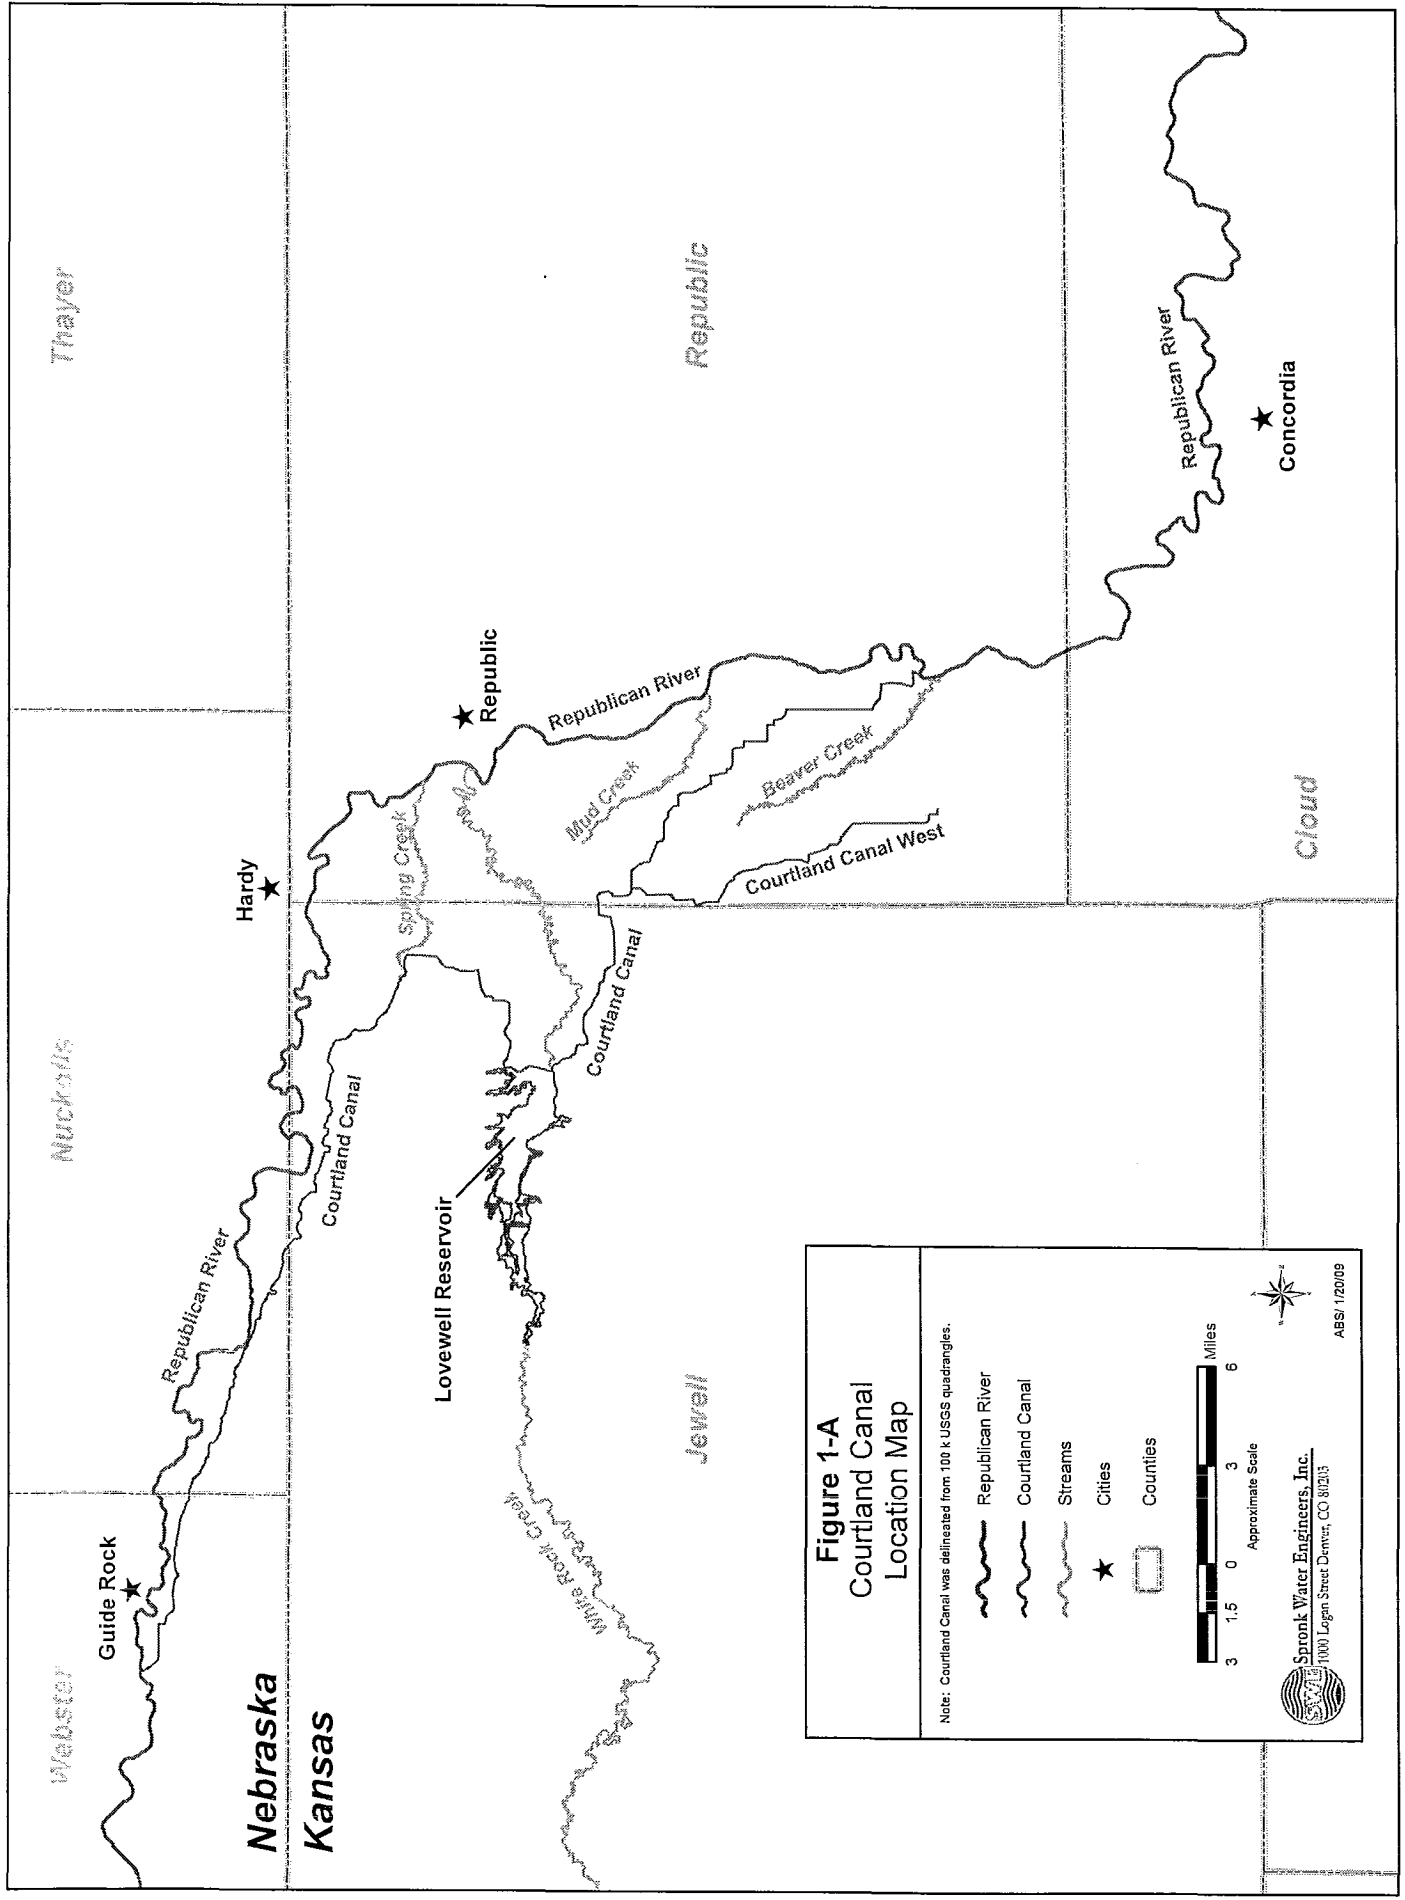 Webster
Nuckolls
Thayer
Guide Rock
Republican River
Hardy
Nebraska
Kansas
Courtland Canal
Spring Creek
Republic
Republican River
Lovewell Reservoir
White Rock Creek
Courtland Canal
Mud Creek
Jewell
Republic
Beaver Creek
Courtland Canal West
Republican River
Concordia
Cloud
Figure 1-A
Courtland Canal
Location Map
Note: Courtland Canal was delineated from 100 k USGS quadrangles.
Republican River
Courtland Canal
Streams
Cities
Counties
Miles
3 1.5 0 3 6
Approximate Scale
SWE
Spronk Water Engineers, Inc.
1000 Logan Street Denver, CO 80203
ABS/ 1/20/09